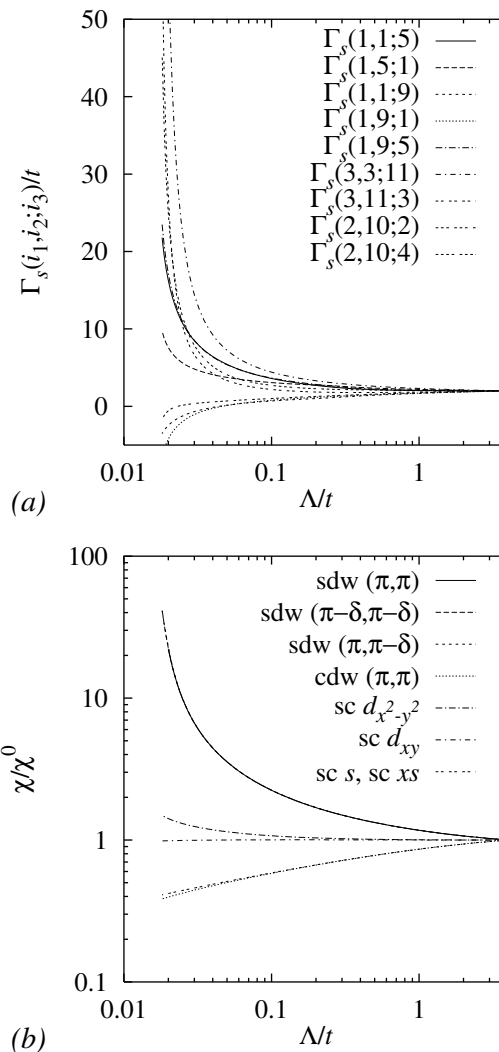 50
40
30
20
10
0
Γs(i1,i2;i3)/t
Γs(1,1;5)
Γs(1,5;1)
Γs(1,1;9)
Γs(1,9;1)
Γs(1,9;5)
Γs(3,3;11)
Γs(3,11;3)
Γs(2,10;2)
Γs(2,10;4)
0.01
0.1
1
Λ/t
(a)
100
10
1
0.1
χ/χ0
sdw (π,π)
sdw (π−δ,π−δ)
sdw (π,π−δ)
cdw (π,π)
sc dx2-y2
sc dxy
sc s, sc xs
0.01
0.1
1
Λ/t
(b)